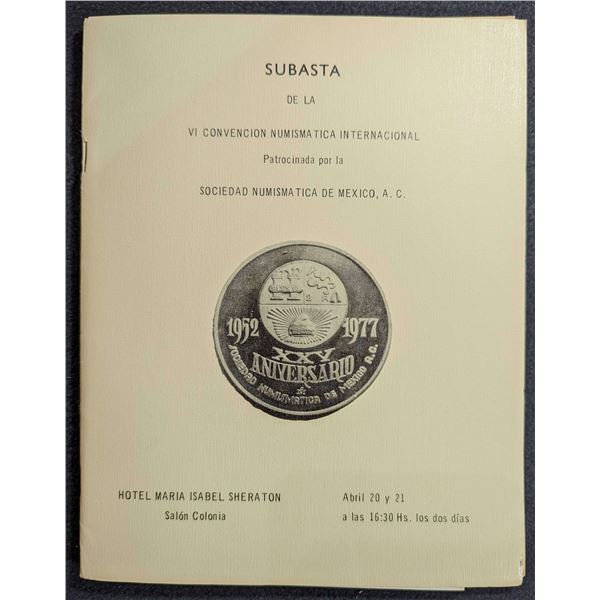 SUBASTA
DE LA
VI CONVENCION NUMISMATICA INTERNACIONAL
Patrocinada por la
SOCIEDAD NUMISMATICA DE MEXICO, A. C.
1952 1977
XXV
ANIVERSARIO
SOCIEDAD NUMISMATICA DE MEXICO A.C.
HOTEL MARIA ISABEL SHERATON
Salón Colonia
Abril 20 y 21
a las 16:30 Hs. los dos días